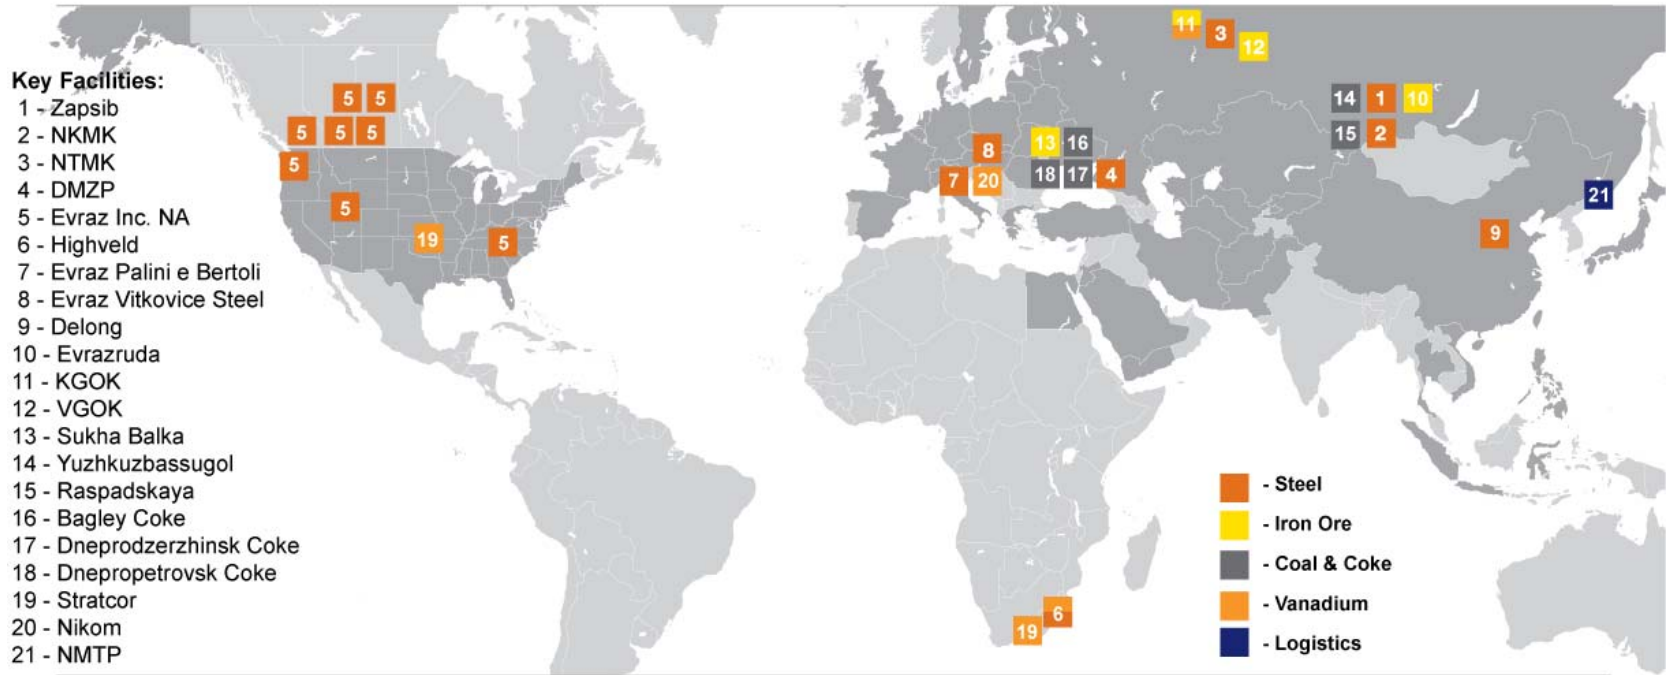 Key Facilities:
1 - Zapsib
2 - NKMK
3 - NTMK
4 - DMZP
5 - Evraz Inc. NA
6 - Highveld
7 - Evraz Palini e Bertoli
8 - Evraz Vitkovice Steel
9 - Delong
10 - Evrazruda
11 - KGOK
12 - VGOK
13 - Sukha Balka
14 - Yuzhkuzbassugol
15 - Raspadskaya
16 - Bagley Coke
17 - Dneprodzerzhinsk Coke
18 - Dnepropetrovsk Coke
19 - Stratcor
20 - Nikom
21 - NMTP
5 5
5 5 5
5
5
19
5
11 3 12
14 1 10
15 2
8 13 16
7 20 18 17 4
21
9
6
19
- Steel
- Iron Ore
- Coal & Coke
- Vanadium
- Logistics